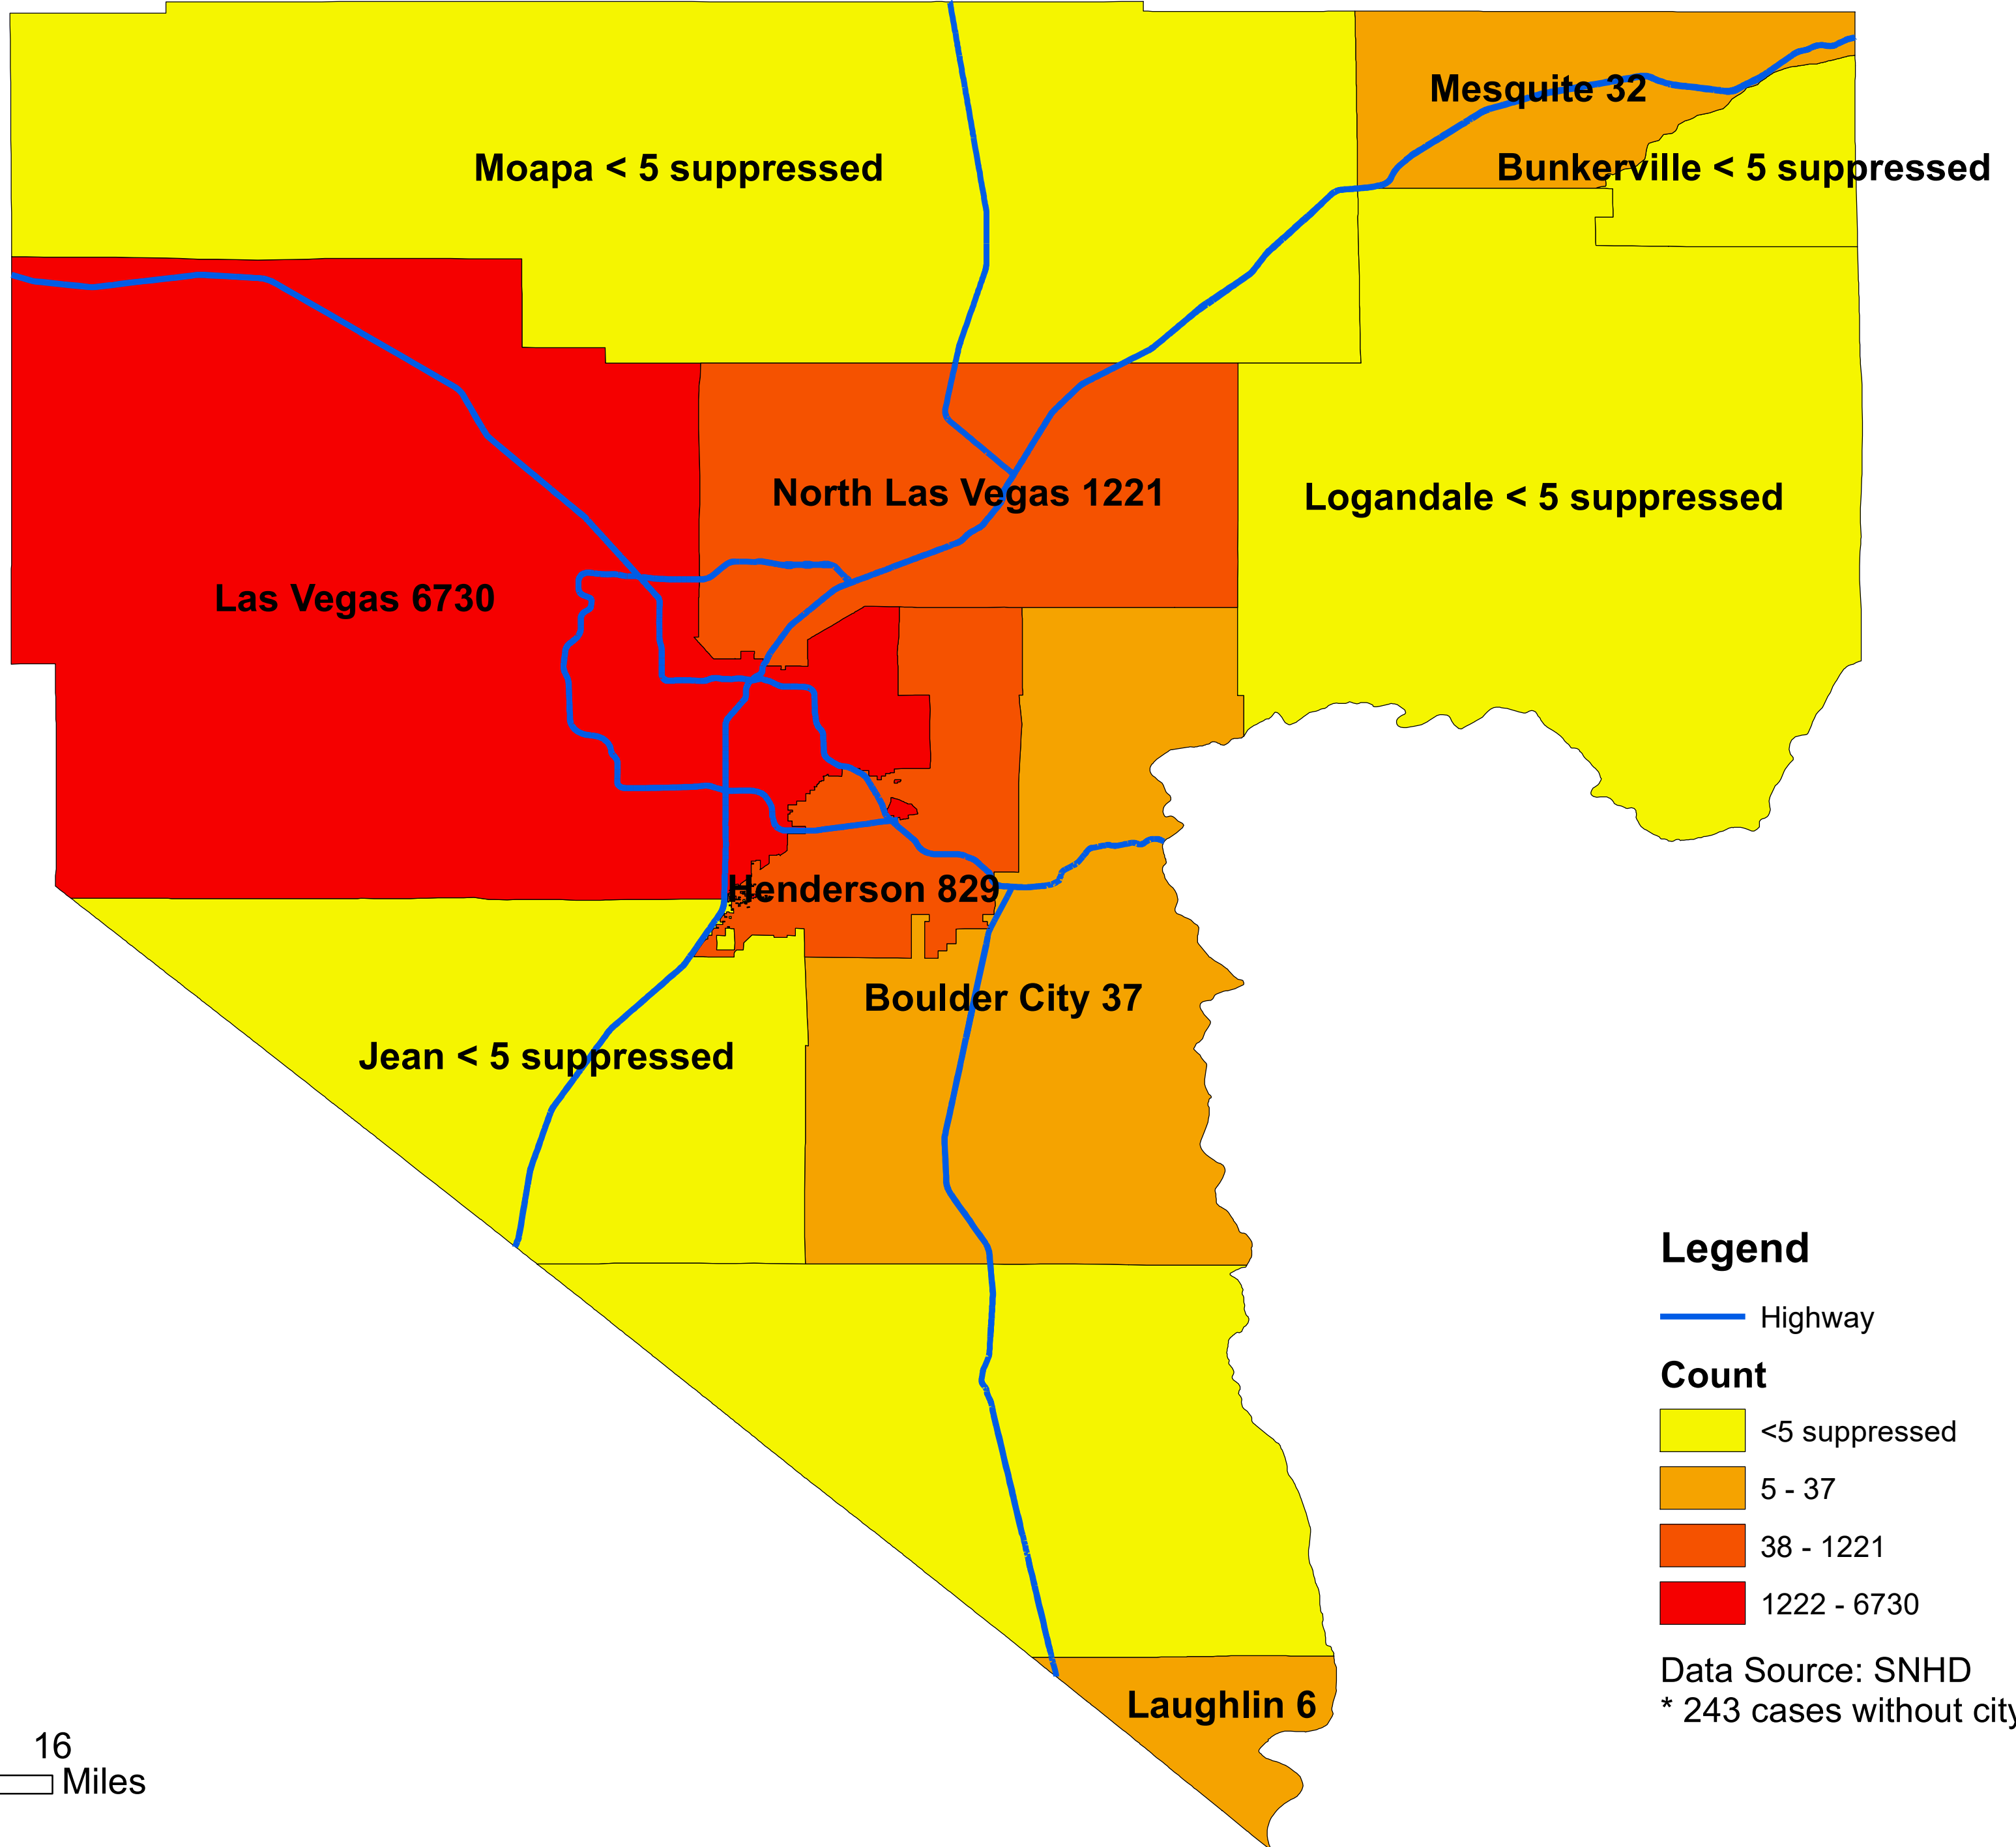 Mesquite 32
Moapa < 5 suppressed
Bunkerville < 5 suppressed
North Las Vegas 1221
Logandale < 5 suppressed
Las Vegas 6730
Henderson 829
Boulder City 37
Jean < 5 suppressed
Legend
Highway
Count
<5 suppressed
5 - 37
38 - 1221
1222 - 6730
Data Source: SNHD
* 243 cases without city
Laughlin 6
16
Miles